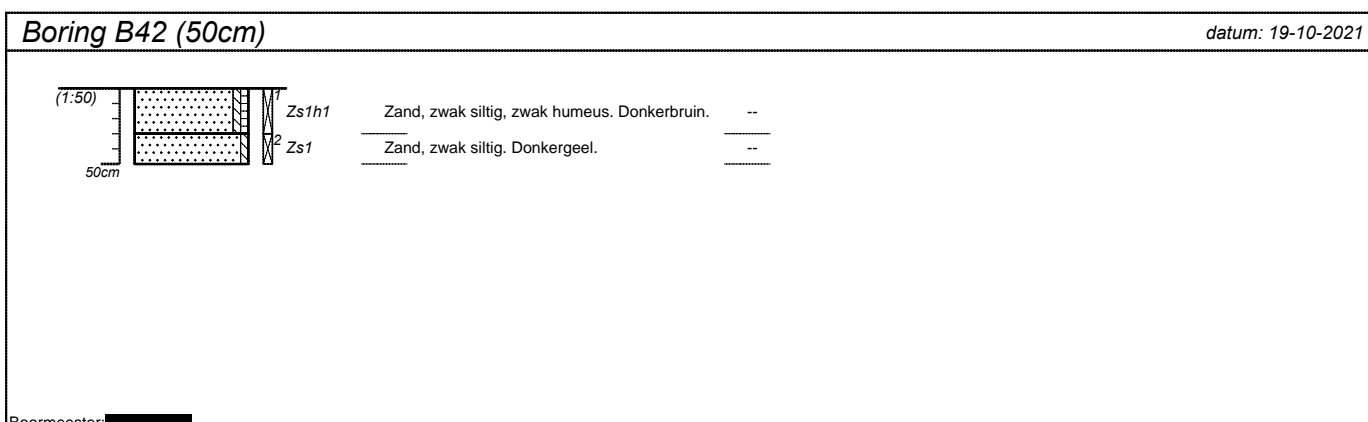 Boring B42 (50cm) datum: 19-10-2021
(1:50)
1 Zs1h1 Zand, zwak siltig, zwak humeus. Donkerbruin. --
2 Zs1 Zand, zwak siltig. Donkergeel. --
50cm
Boormeester: